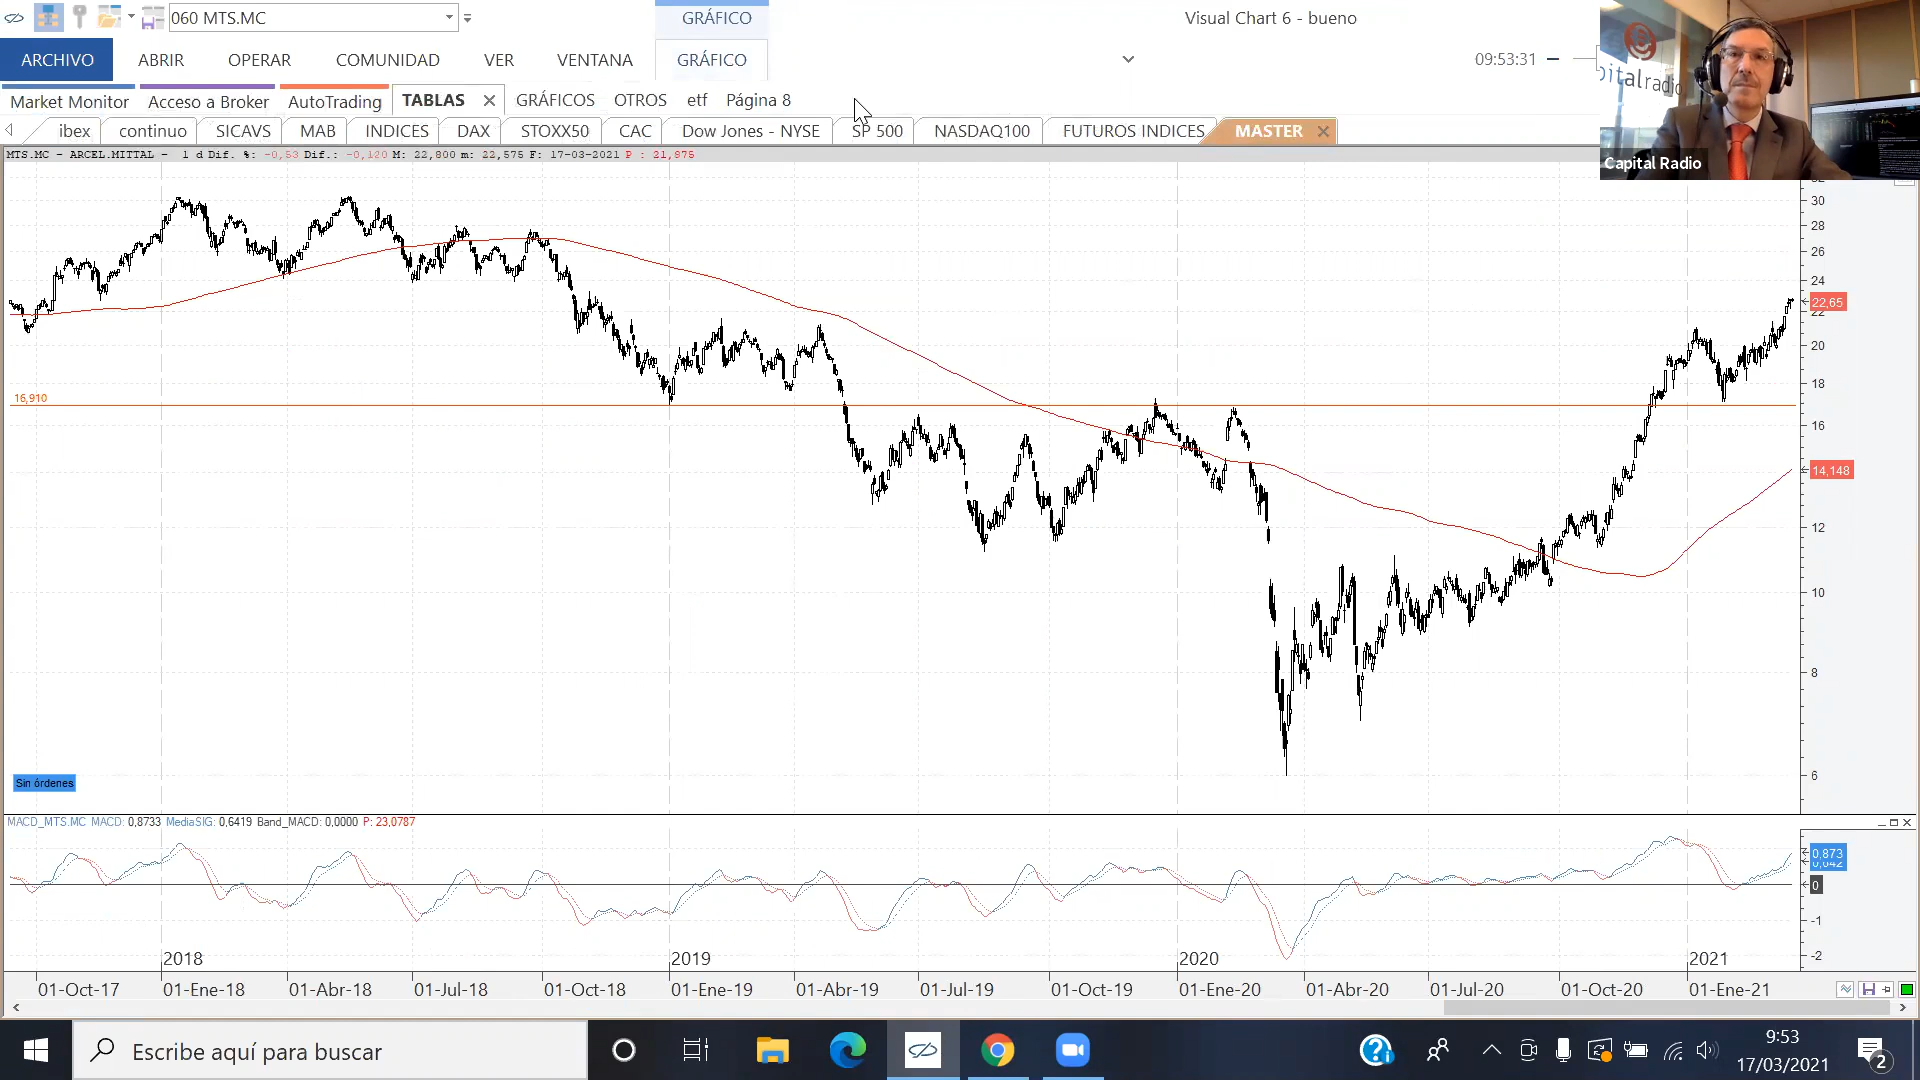 060 MTS.MC
GRÁFICO
Visual Chart 6 - bueno
ARCHIVO ABRIR OPERAR COMUNIDAD VER VENTANA GRÁFICO 09:53:31
Market Monitor Acceso a Broker AutoTrading TABLAS GRÁFICOS OTROS etf Página 8
ibex continuo SICAVS MAB INDICES DAX STOXX50 CAC Dow Jones - NYSE SP 500 NASDAQ100 FUTUROS INDICES MASTER
MTS.MC - ARCEL.MITTAL - 1 d Dif. %: -0,53 Dif.: -0,120 M: 22,800 m: 22,575 F: 17-03-2021 P : 21,875
Capital Radio
32
30
28
26
24
22,65
22
20
18
16,910
16
14,148
12
10
8
6
Sin órdenes
MACD_MTS.MC MACD: 0,8733 MediaSIG: 0,6419 Band_MACD: 0,0000 P: 23,0787
0,873
0,642
0
-1
-2
2018 2019 2020 2021
01-Oct-17 01-Ene-18 01-Abr-18 01-Jul-18 01-Oct-18 01-Ene-19 01-Abr-19 01-Jul-19 01-Oct-19 01-Ene-20 01-Abr-20 01-Jul-20 01-Oct-20 01-Ene-21
Escribe aquí para buscar
9:53
17/03/2021
2